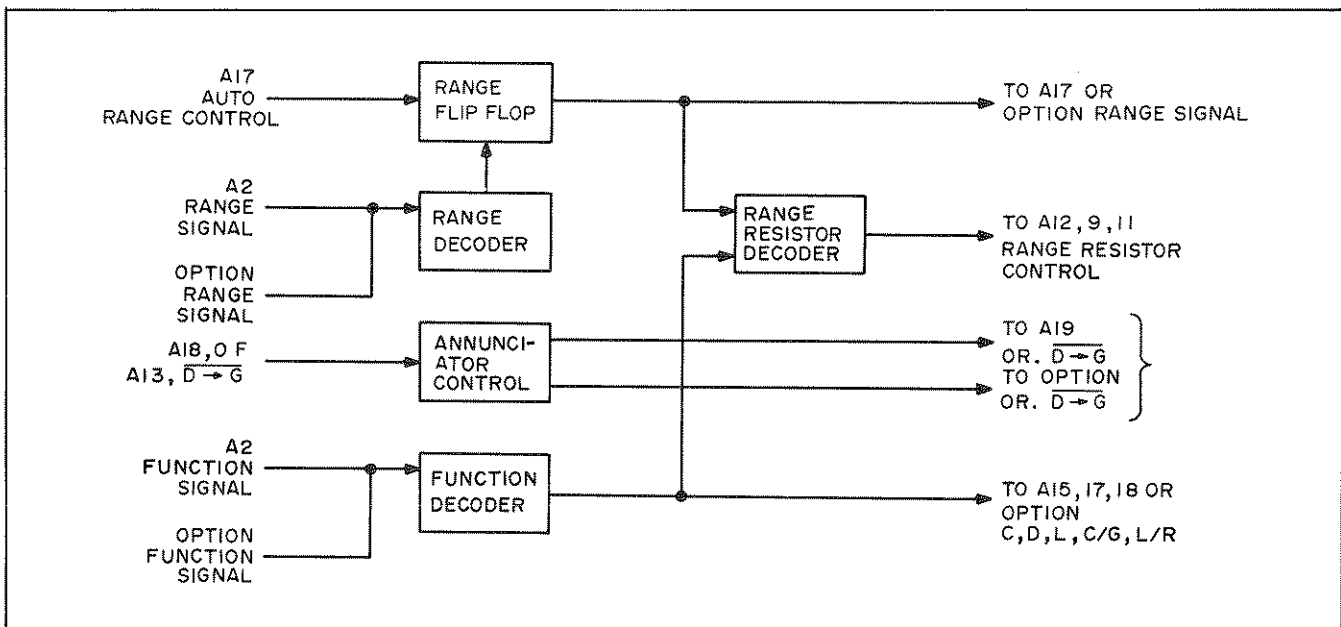 A17
AUTO
RANGE CONTROL
RANGE
FLIP FLOP
TO A17 OR
OPTION RANGE SIGNAL
A2
RANGE
SIGNAL
RANGE
DECODER
RANGE
RESISTOR
DECODER
TO A12, 9, 11
RANGE RESISTOR
CONTROL
OPTION
RANGE
SIGNAL
A18, O F
A13, D → G
ANNUNCI-
ATOR
CONTROL
TO A19
OR. D → G
TO OPTION
OR. D → G
A2
FUNCTION
SIGNAL
FUNCTION
DECODER
TO A15, 17, 18 OR
OPTION
C, D, L, C/G, L/R
OPTION
FUNCTION
SIGNAL